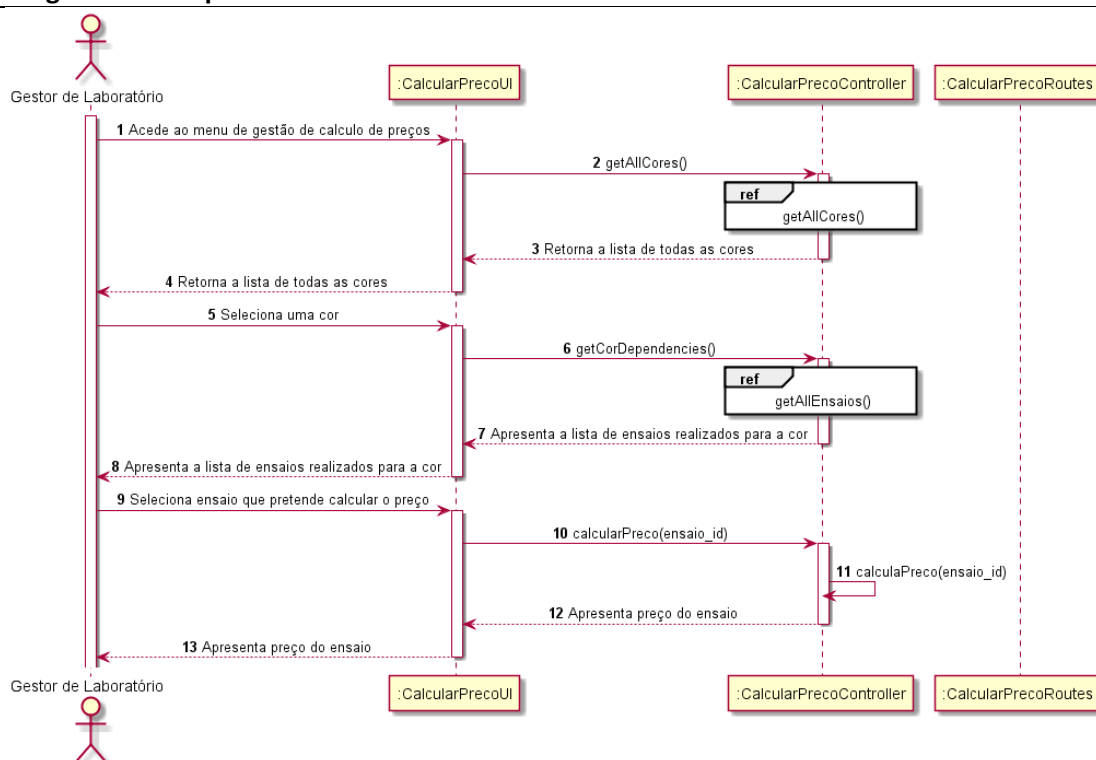 Gestor de Laboratório
:CalcularPrecoUI
:CalcularPrecoController
:CalcularPrecoRoutes
1 Acede ao menu de gestão de calculo de preços
2 getAllCores()
ref
getAllCores()
3 Retorna a lista de todas as cores
4 Retorna a lista de todas as cores
5 Seleciona uma cor
6 getCorDependencies()
ref
getAllEnsaios()
7 Apresenta a lista de ensaios realizados para a cor
8 Apresenta a lista de ensaios realizados para a cor
9 Seleciona ensaio que pretende calcular o preço
10 calcularPreco(ensaio_id)
11 calculaPreco(ensaio_id)
12 Apresenta preço do ensaio
13 Apresenta preço do ensaio
Gestor de Laboratório
:CalcularPrecoUI
:CalcularPrecoController
:CalcularPrecoRoutes